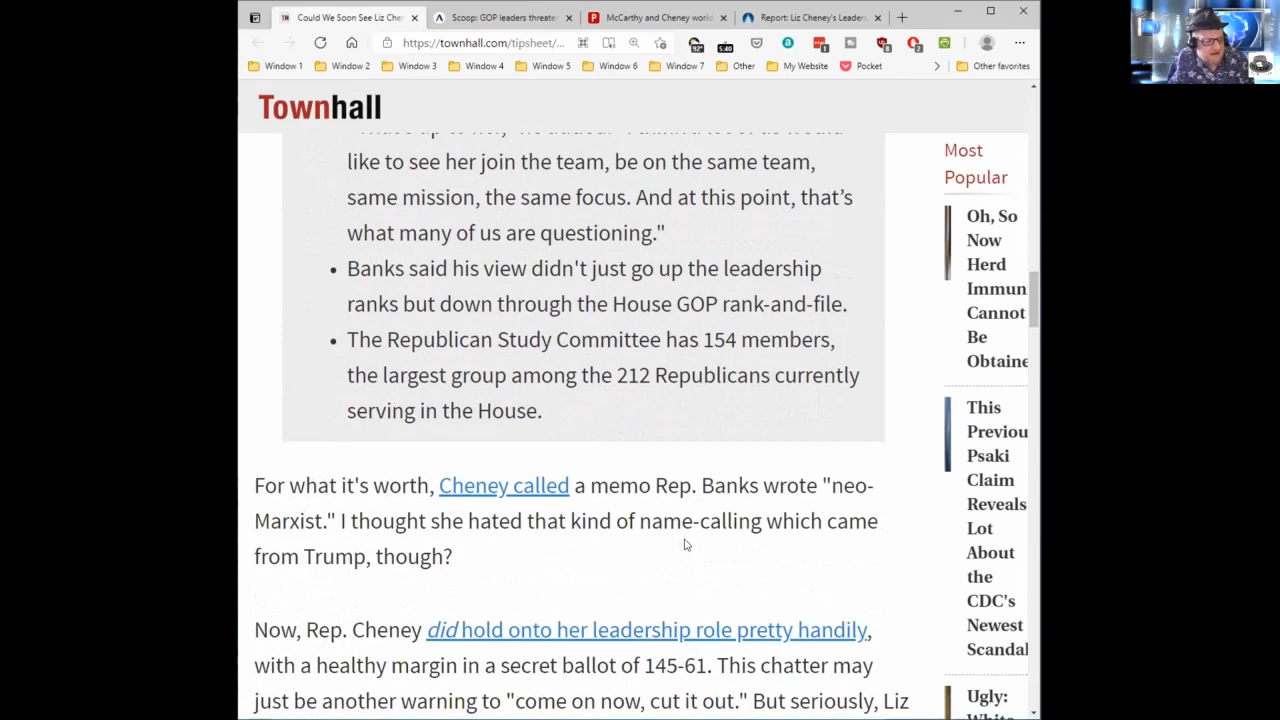 Could We Soon See Liz Che
Scoop: GOP leaders threate
McCarthy and Cheney world
Report: Liz Cheney's Leaders
https://townhall.com/tipsheet/...
92°
5:40
1
8
2
Window 1
Window 2
Window 3
Window 4
Window 5
Window 6
Window 7
Other
My Website
Pocket
Other favorites
Townhall
like to see her join the team, be on the same team,
same mission, the same focus. And at this point, that's
what many of us are questioning."
• Banks said his view didn't just go up the leadership
ranks but down through the House GOP rank-and-file.
• The Republican Study Committee has 154 members,
the largest group among the 212 Republicans currently
serving in the House.
For what it's worth, Cheney called a memo Rep. Banks wrote "neo-
Marxist." I thought she hated that kind of name-calling which came
from Trump, though?
Now, Rep. Cheney did hold onto her leadership role pretty handily,
with a healthy margin in a secret ballot of 145-61. This chatter may
just be another warning to "come on now, cut it out." But seriously, Liz
Most
Popular
Oh, So
Now
Herd
Immun
Cannot
Be
Obtaine
This
Previou
Psaki
Claim
Reveals
Lot
About
the
CDC's
Newest
Scandal
Ugly: